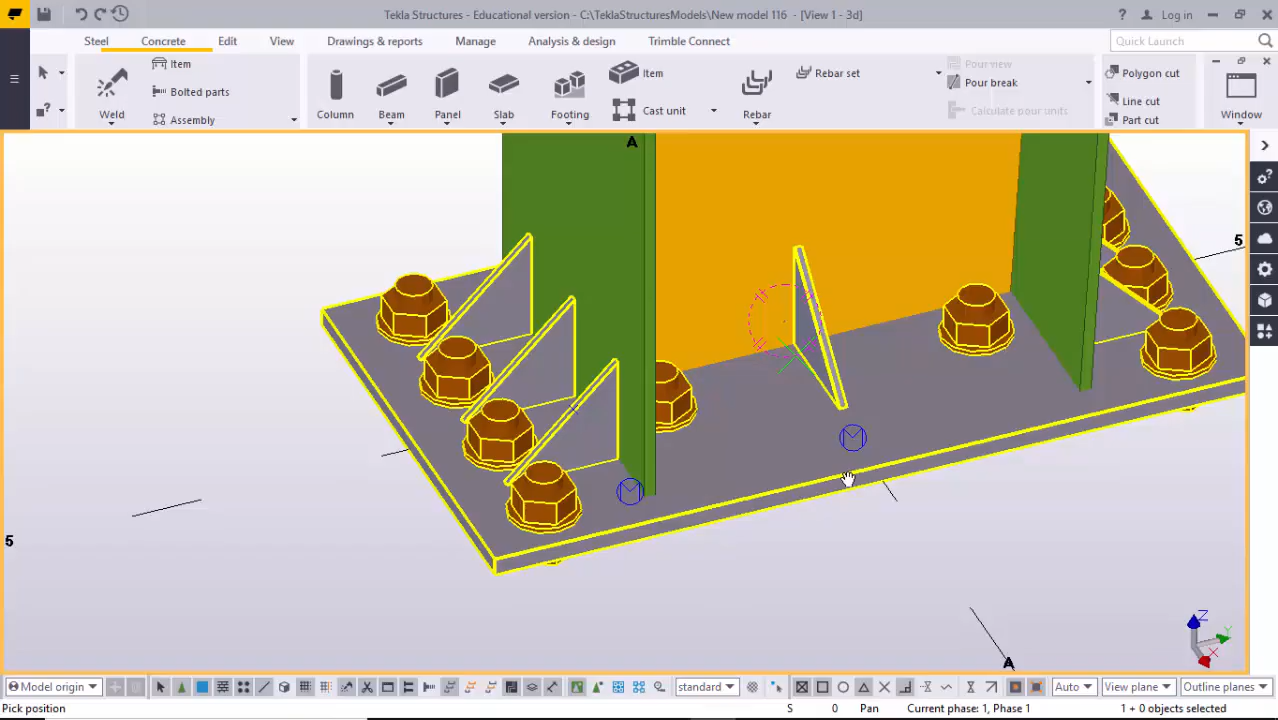 Tekla Structures - Educational version - C:\TeklaStructuresModels\New model 116 - [View 1 - 3d]
Log in
Steel Concrete Edit View Drawings & reports Manage Analysis & design Trimble Connect
Quick Launch
Weld
Item
Bolted parts
Assembly
Column
Beam
Panel
Slab
Footing
Item
Cast unit
Rebar
Rebar set
Pour view
Pour break
Calculate pour units
Polygon cut
Line cut
Part cut
Window
A
5
5
A
Z
Y
X
Model origin
standard
Auto
View plane
Outline planes
Pick position
S 0 Pan Current phase: 1, Phase 1 1 + 0 objects selected